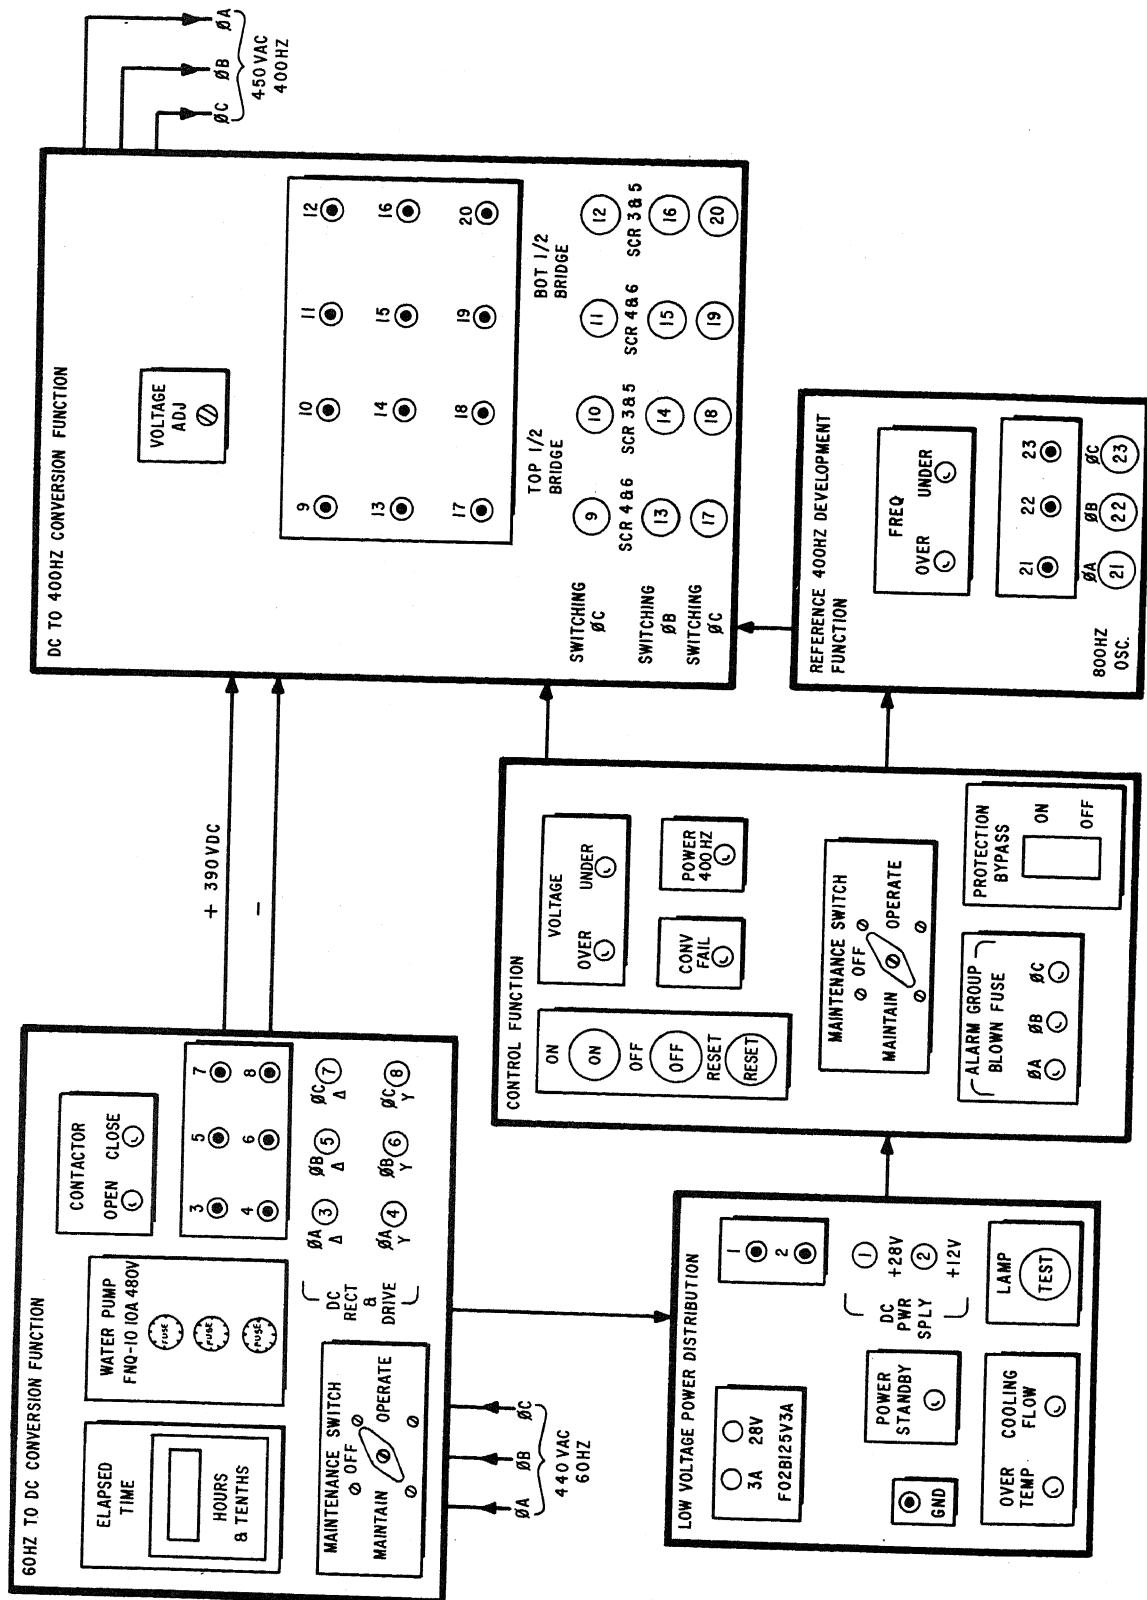 60HZ TO DC CONVERSION FUNCTION
ELAPSED
TIME
HOURS
& TENTHS
WATER PUMP
FNQ-10 10A 480V
FUSE
FUSE
FUSE
CONTACTOR
OPEN CLOSE
3 5 7
4 6 8
MAINTENANCE SWITCH
OFF
MAINTAIN OPERATE
DC
RECT
&
DRIVE
ØA 3 ØB 5 ØC 7
Δ Δ Δ
ØA 4 ØB 6 ØC 8
Y Y Y
ØA ØB ØC
440 VAC
60HZ
+ 390VDC
–
DC TO 400HZ CONVERSION FUNCTION
VOLTAGE
ADJ
9 10 11 12
13 14 15 16
17 18 19 20
TOP 1/2
BRIDGE
BOT 1/2
BRIDGE
SWITCHING
ØC
9 10 11 12
SCR 4&6 SCR 3&5 SCR 4&6 SCR 3&5
SWITCHING
ØB
13 14 15 16
SWITCHING
ØC
17 18 19 20
ØA
ØB
ØC
450VAC
400HZ
LOW VOLTAGE POWER DISTRIBUTION
3A 28V
F02B125V3A
1
2
GND
POWER
STANDBY
DC
PWR
SPLY
1
+28V
2
+12V
OVER
TEMP
COOLING
FLOW
LAMP
TEST
CONTROL FUNCTION
ON
ON
OFF
OFF
RESET
RESET
VOLTAGE
OVER UNDER
CONV
FAIL
POWER
400HZ
MAINTENANCE SWITCH
OFF
MAINTAIN OPERATE
ALARM GROUP
BLOWN FUSE
ØA ØB ØC
PROTECTION
BYPASS
ON
OFF
REFERENCE 400HZ DEVELOPMENT
FUNCTION
FREQ
OVER UNDER
21 22 23
800HZ
OSC.
ØA ØB ØC
21 22 23